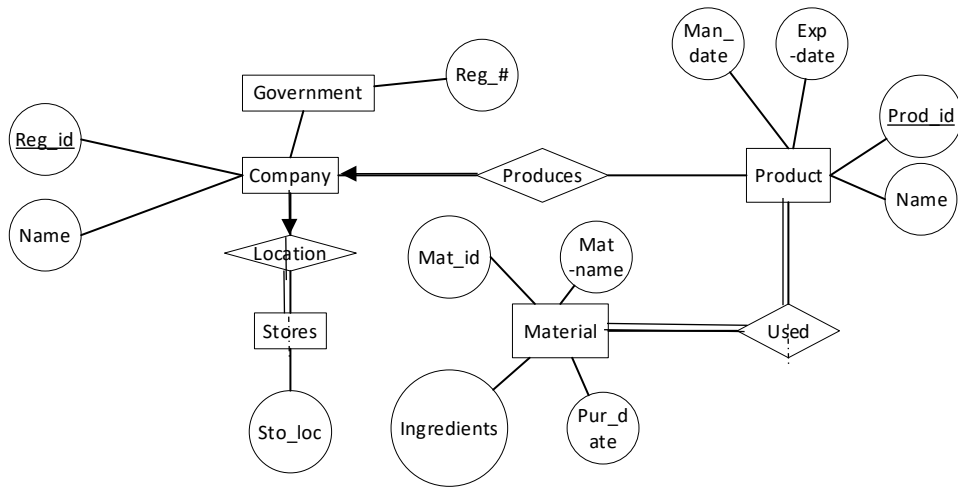 Man_
date
Exp
-date
Government
Reg_#
Reg_id
Prod_id
Company
Produces
Product
Name
Name
Location
Mat_id
Mat
-name
Stores
Material
Used
Sto_loc
Ingredients
Pur_d
ate